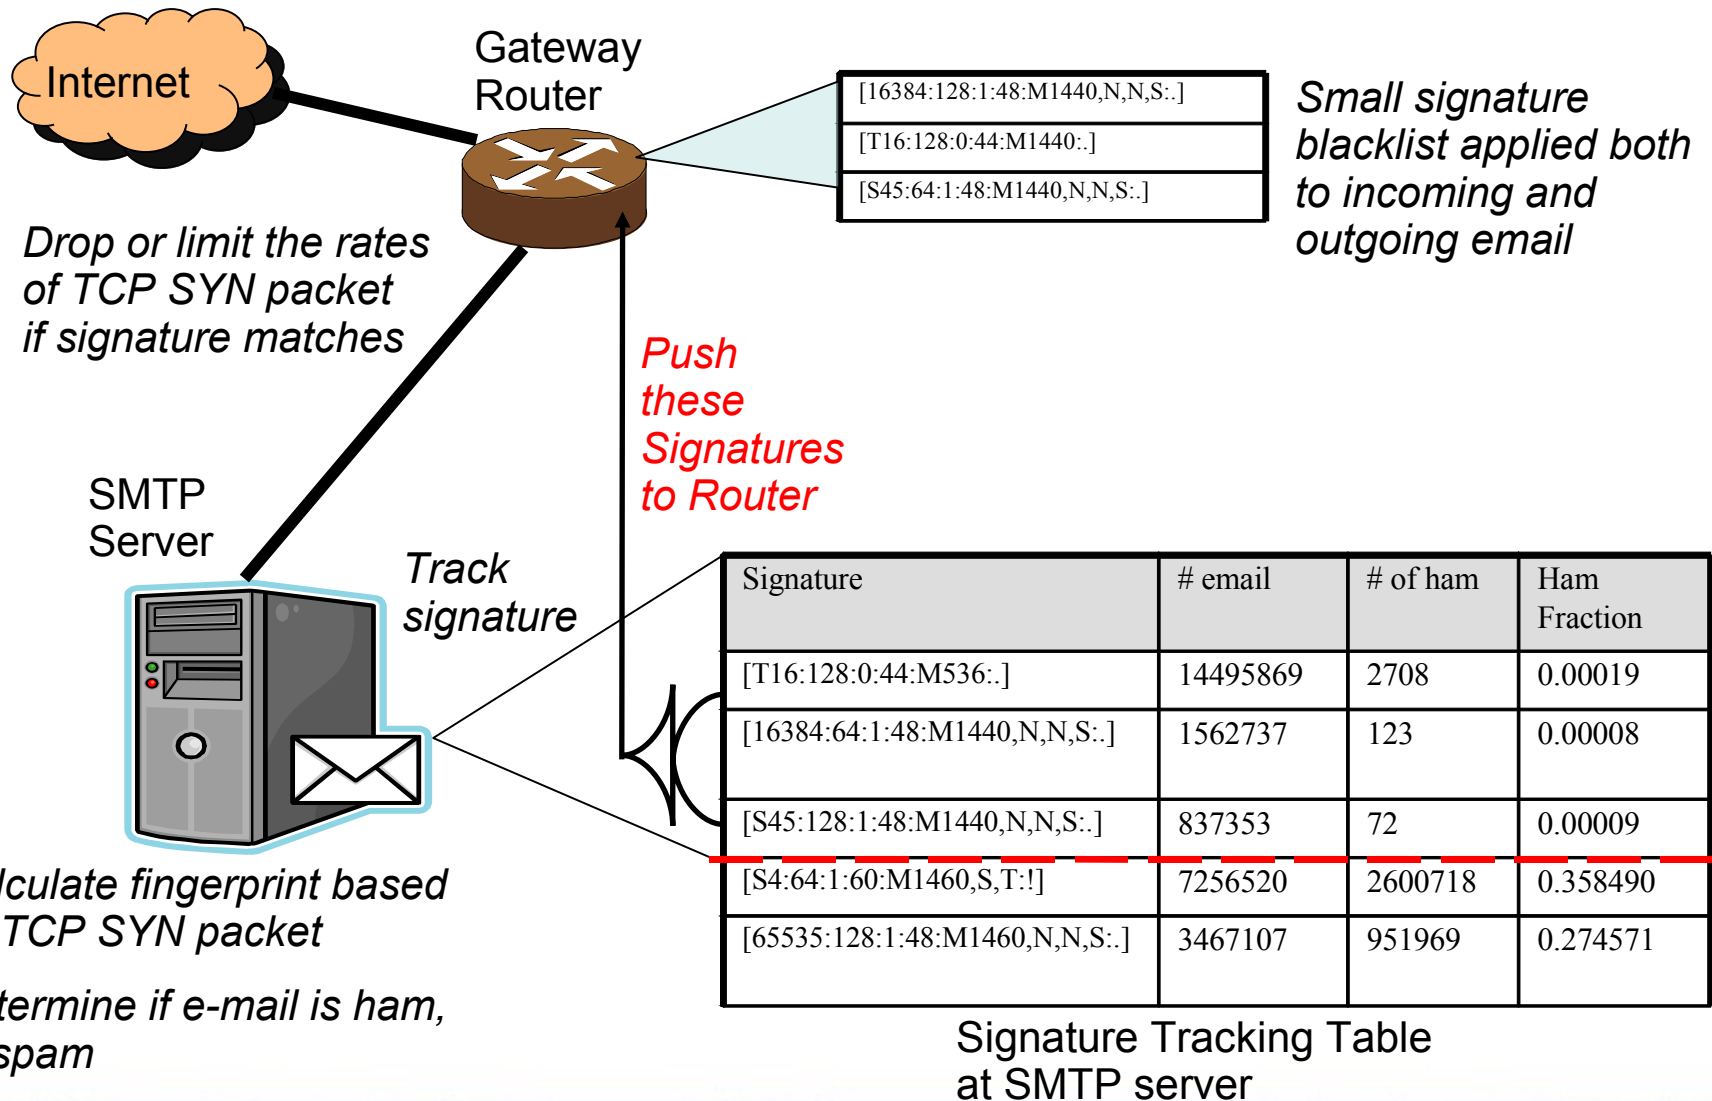 Internet
Gateway
Router
[16384:128:1:48:M1440,N,N,S:.]
[T16:128:0:44:M1440:.]
[S45:64:1:48:M1440,N,N,S:.]
Small signature
blacklist applied both
to incoming and
outgoing email
Drop or limit the rates
of TCP SYN packet
if signature matches
Push
these
Signatures
to Router
SMTP
Server
Track
signature
Signature # email # of ham Ham
Fraction
[T16:128:0:44:M536:.] 14495869 2708 0.00019
[16384:64:1:48:M1440,N,N,S:.] 1562737 123 0.00008
[S45:128:1:48:M1440,N,N,S:.] 837353 72 0.00009
[S4:64:1:60:M1460,S,T:!] 7256520 2600718 0.358490
[65535:128:1:48:M1460,N,N,S:.] 3467107 951969 0.274571
lculate fingerprint based
TCP SYN packet
termine if e-mail is ham,
spam
Signature Tracking Table
at SMTP server